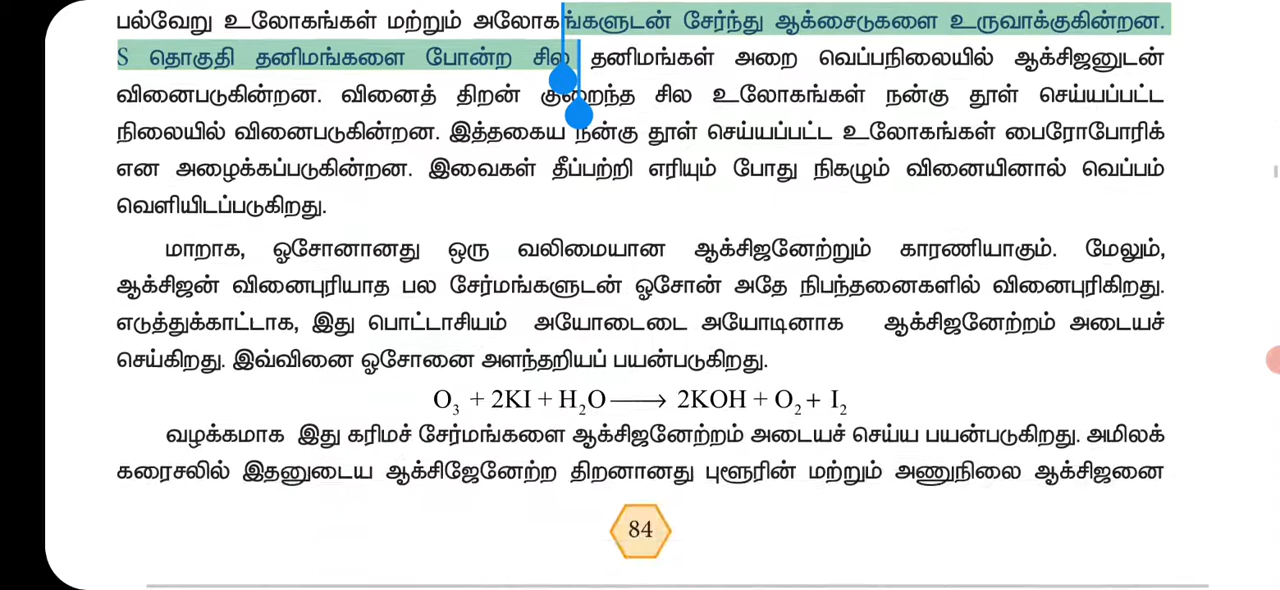 பல்வேறு உலோகங்கள் மற்றும் அலோகங்களுடன் சேர்ந்து ஆக்சைடுகளை உருவாக்குகின்றன.
S தொகுதி தனிமங்களை போன்ற சில தனிமங்கள் அறை வெப்பநிலையில் ஆக்சிஜனுடன்
வினைபடுகின்றன. வினைத் திறன் குறைந்த சில உலோகங்கள் நன்கு தூள் செய்யப்பட்ட
நிலையில் வினைபடுகின்றன. இத்தகைய நன்கு தூள் செய்யப்பட்ட உலோகங்கள் பைரோபோரிக்
என அழைக்கப்படுகின்றன. இவைகள் தீப்பற்றி எரியும் போது நிகழும் வினையினால் வெப்பம்
வெளியிடப்படுகிறது.
மாறாக, ஓசோனானது ஒரு வலிமையான ஆக்சிஜனேற்றும் காரணியாகும். மேலும்,
ஆக்சிஜன் வினைபுரியாத பல சேர்மங்களுடன் ஓசோன் அதே நிபந்தனைகளில் வினைபுரிகிறது.
எடுத்துக்காட்டாக, இது பொட்டாசியம் அயோடைடை அயோடினாக ஆக்சிஜனேற்றம் அடையச்
செய்கிறது. இவ்வினை ஓசோனை அளந்தறியப் பயன்படுகிறது.
O₃ + 2KI + H₂O ⟶ 2KOH + O₂ + I₂
வழக்கமாக இது கரிமச் சேர்மங்களை ஆக்சிஜனேற்றம் அடையச் செய்ய பயன்படுகிறது. அமிலக்
கரைசலில் இதனுடைய ஆக்சிஜேனேற்ற திறனானது புளூரின் மற்றும் அணுநிலை ஆக்சிஜனை
84